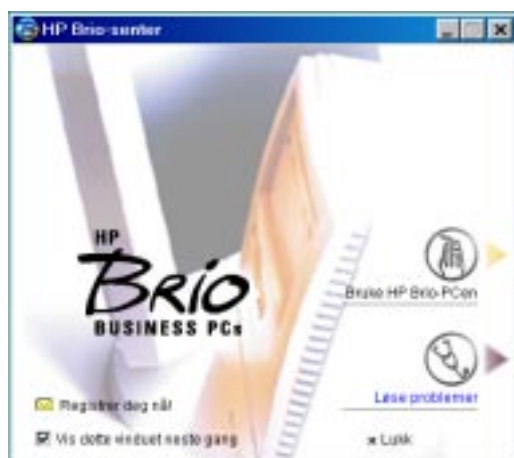 HP Brio-senter
HP
BRIO
BUSINESS PCs
Bruke HP Brio-PCen
Løse problemer
Registrer deg nå!
Vis dette vinduet neste gang
Lukk